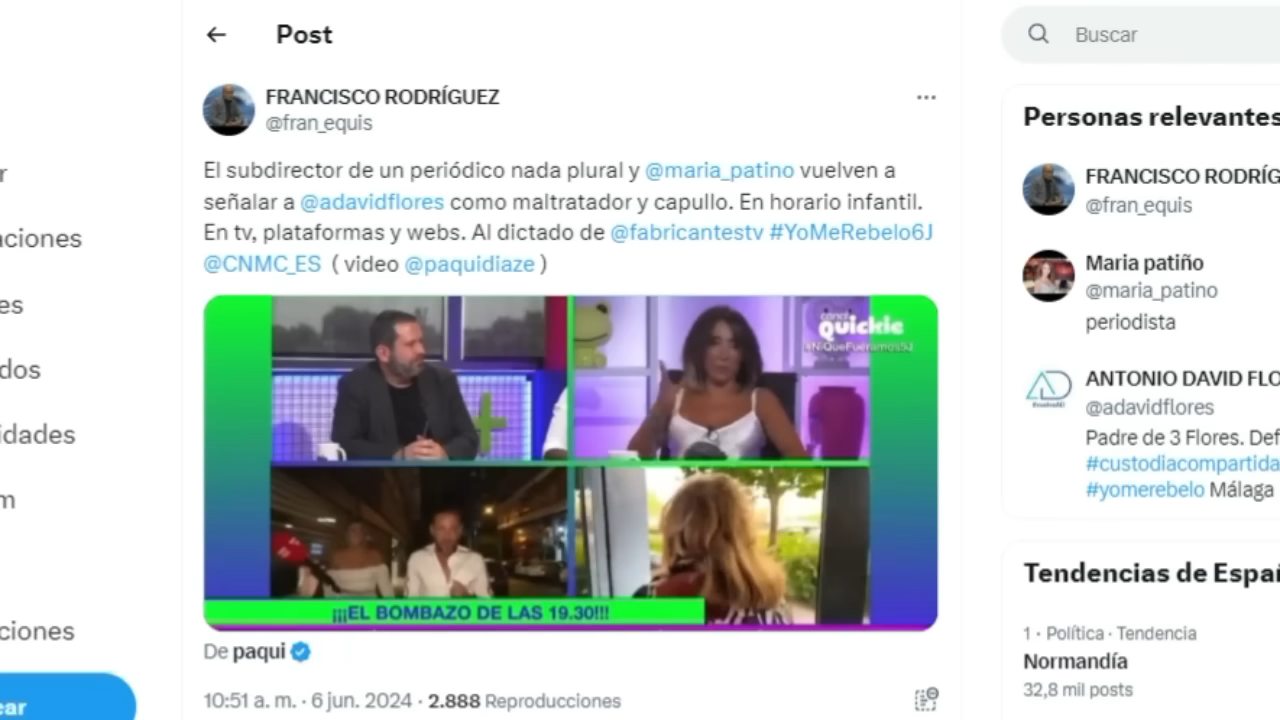 Post
Buscar
FRANCISCO RODRÍGUEZ
@fran_equis
El subdirector de un periódico nada plural y @maria_patino vuelven a
señalar a @adavidflores como maltratador y capullo. En horario infantil.
En tv, plataformas y webs. Al dictado de @fabricantestv #YoMeRebelo6J
@CNMC_ES ( video @paquidiaze )
canal
quickie
#NiQueFuéramosSJ
¡¡¡EL BOMBAZO DE LAS 19.30!!!
De paqui
10:51 a. m. · 6 jun. 2024 · 2.888 Reproducciones
r
aciones
es
dos
idades
m
ciones
ear
Personas relevantes
FRANCISCO RODRÍG
@fran_equis
Maria patiño
@maria_patino
periodista
ANTONIO DAVID FLO
@adavidflores
Padre de 3 Flores. Def
#custodiacompartida
#yomerebelo Málaga
Tendencias de Espa
1 · Política · Tendencia
Normandía
32,8 mil posts